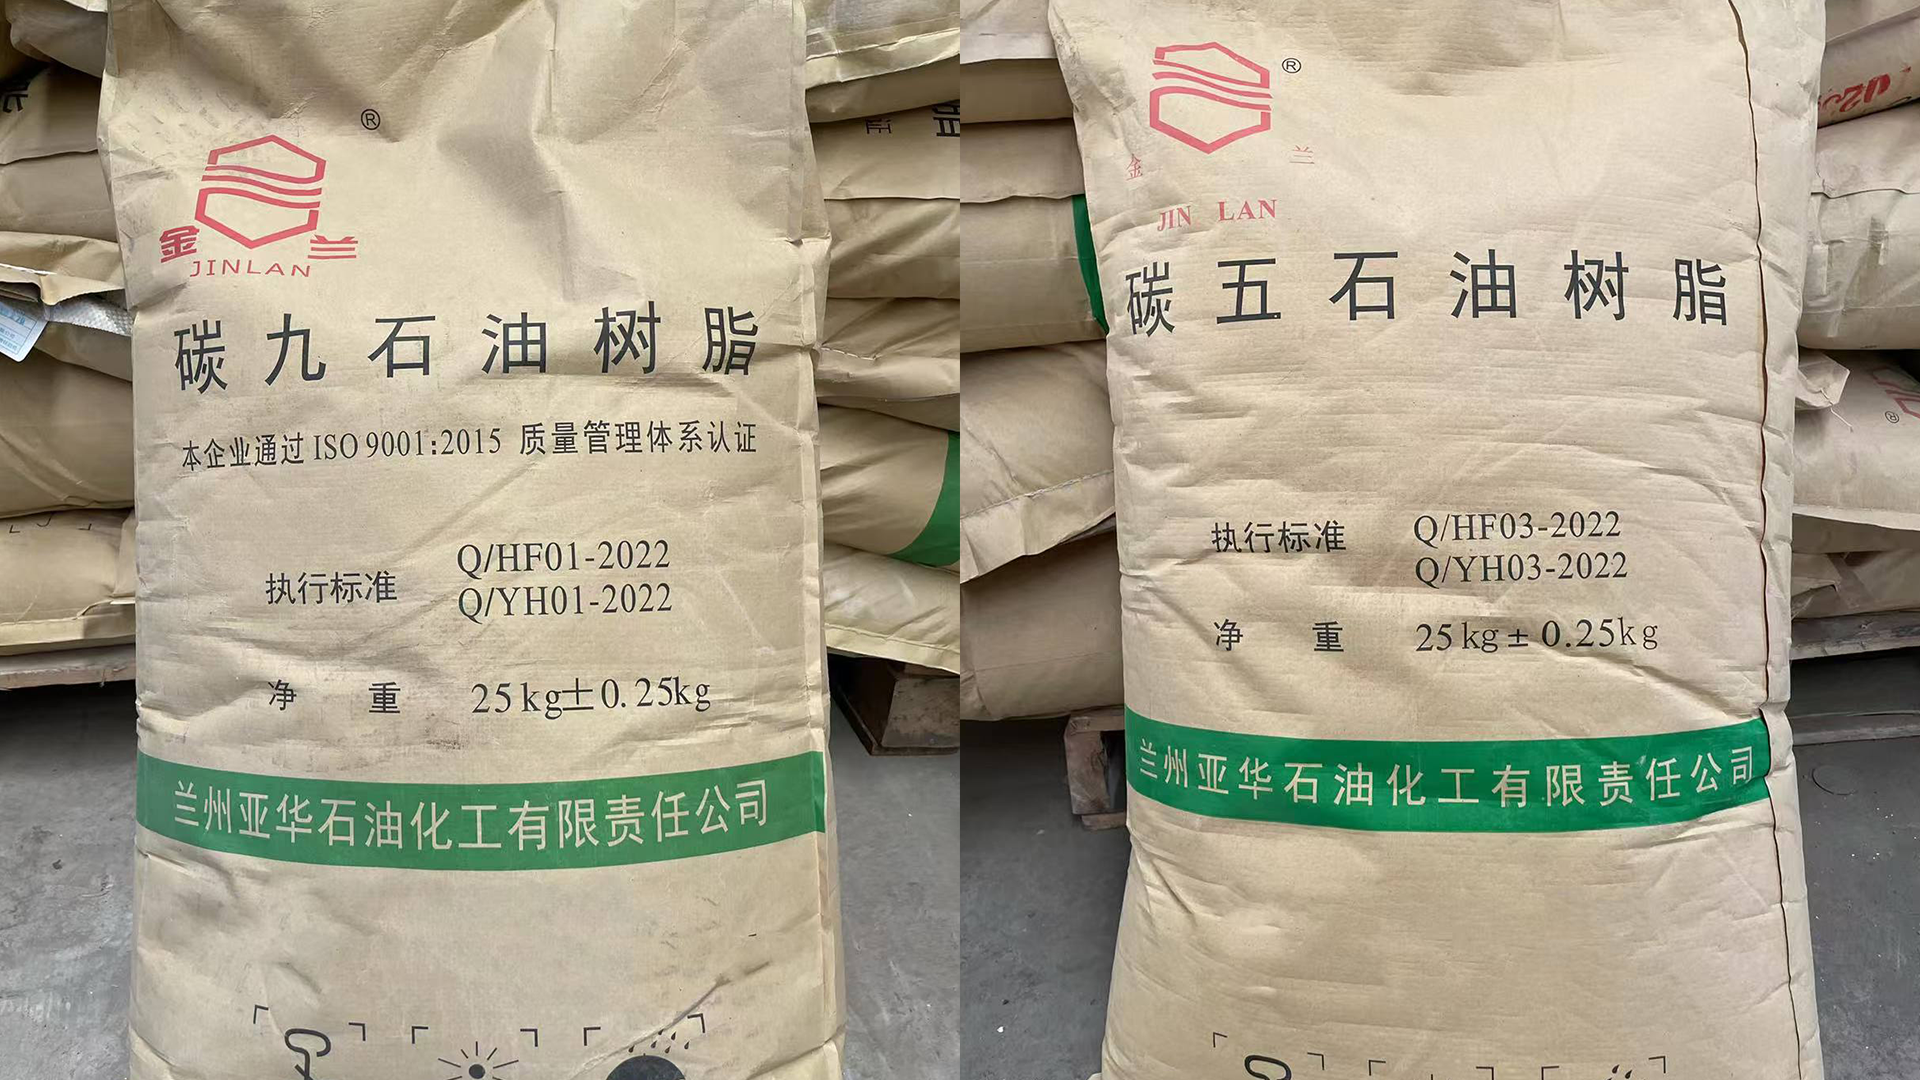 ®
金 兰
JINLAN
碳九石油树脂
本企业通过 ISO 9001:2015 质量管理体系认证
执行标准
Q/HF01-2022
Q/YH01-2022
净 重 25kg±0.25kg
兰州亚华石油化工有限责任公司
®
金 兰
JIN LAN
碳五石油树脂
执行标准
Q/HF03-2022
Q/YH03-2022
净 重 25kg±0.25kg
兰州亚华石油化工有限责任公司
证
®